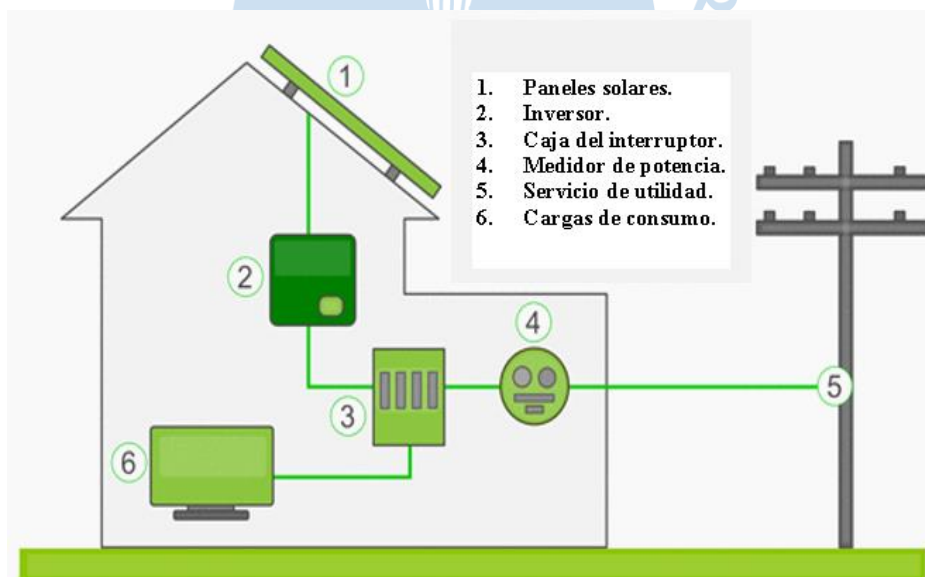 1. Paneles solares.
2. Inversor.
3. Caja del interruptor.
4. Medidor de potencia.
5. Servicio de utilidad.
6. Cargas de consumo.
1
2
4
3
5
6